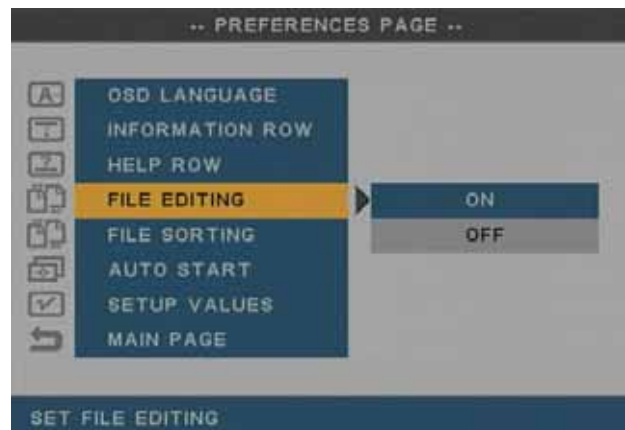 -- PREFERENCES PAGE --
OSD LANGUAGE
INFORMATION ROW
HELP ROW
FILE EDITING
ON
FILE SORTING
OFF
AUTO START
SETUP VALUES
MAIN PAGE
SET FILE EDITING